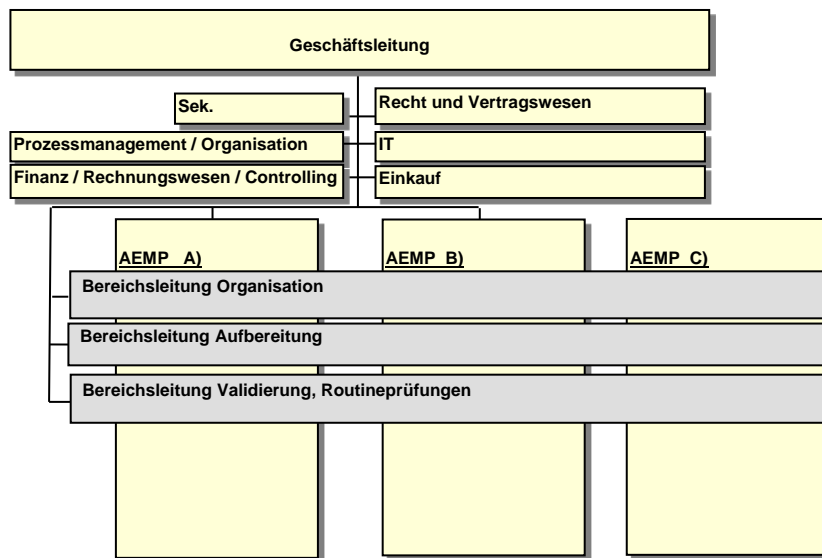 Geschäftsleitung
Sek.
Recht und Vertragswesen
Prozessmanagement / Organisation
IT
Finanz / Rechnungswesen / Controlling
Einkauf
AEMP A)
AEMP B)
AEMP C)
Bereichsleitung Organisation
Bereichsleitung Aufbereitung
Bereichsleitung Validierung, Routineprüfungen